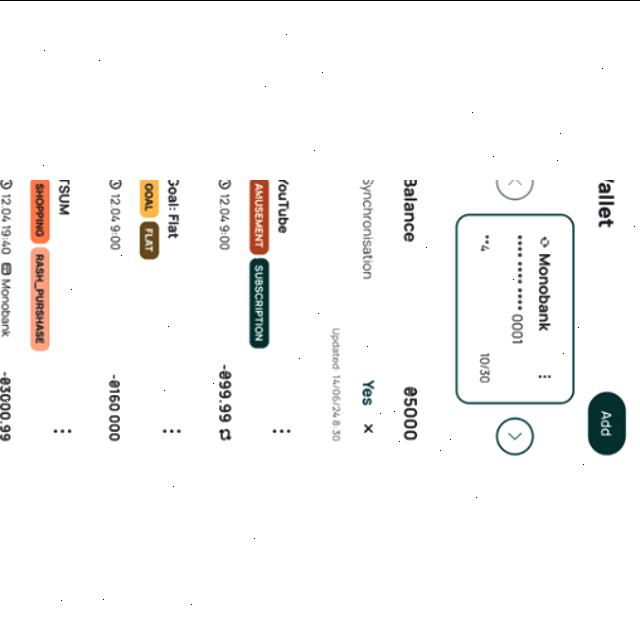 allet
Add
Monobank
•••• •••• •••• 0001
**4 10/30
Balance ₴5000
Synchronisation Yes ×
Updated: 14/06/24 8:30
YouTube
AMUSEMENT SUBSCRIPTION
12.04 9:00 -₴99.99
Goal: Flat
GOAL FLAT
12.04 9:00 -₴160 000
TSUM
SHOPPING RASH_PURSHASE
12.04 19:40 Monobank -₴3000.99